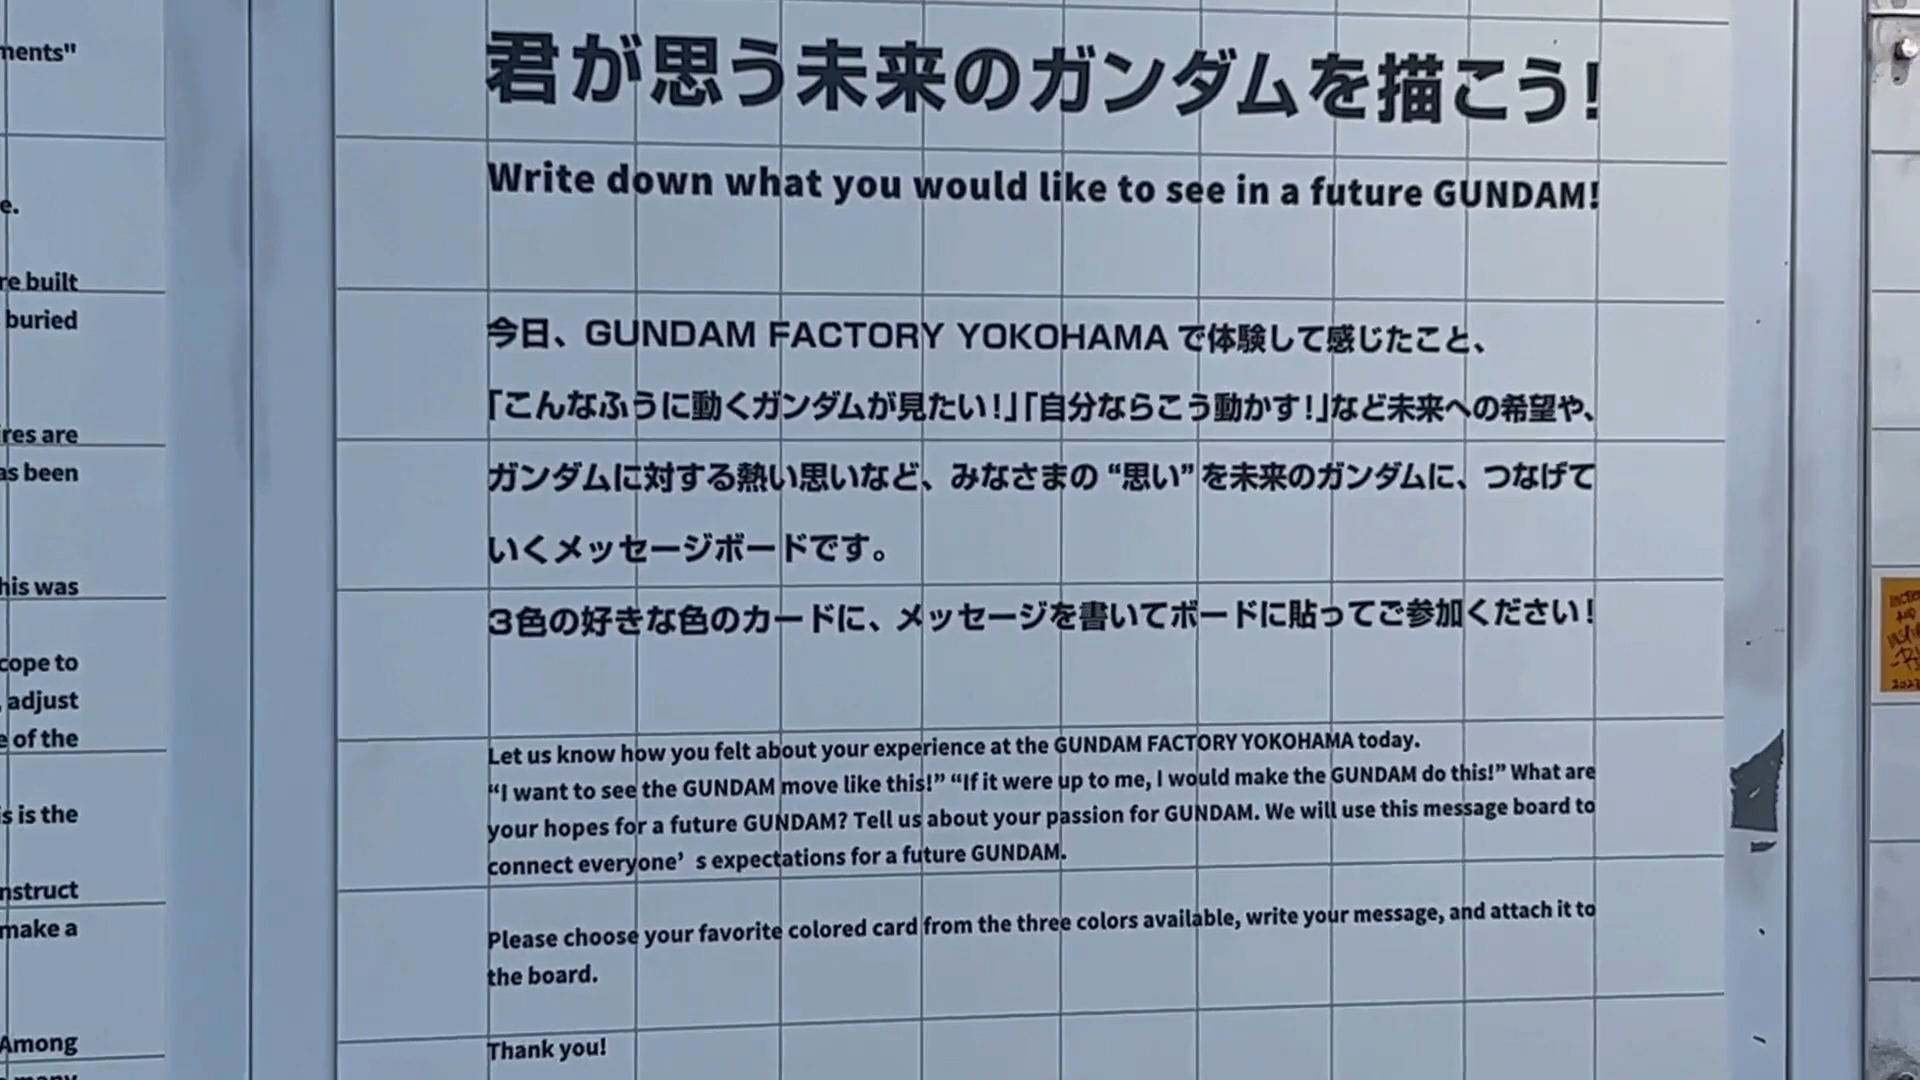 ments"
e.
re built
buried
res are
as been
his was
cope to
, adjust
e of the
s is the
nstruct
make a
Among
many
君が思う未来のガンダムを描こう!
Write down what you would like to see in a future GUNDAM!
今日、GUNDAM FACTORY YOKOHAMAで体験して感じたこと、
「こんなふうに動くガンダムが見たい!」「自分ならこう動かす!」など未来への希望や、
ガンダムに対する熱い思いなど、みなさまの“思い”を未来のガンダムに、つなげて
いくメッセージボードです。
3色の好きな色のカードに、メッセージを書いてボードに貼ってご参加ください!
Let us know how you felt about your experience at the GUNDAM FACTORY YOKOHAMA today.
“I want to see the GUNDAM move like this!” “If it were up to me, I would make the GUNDAM do this!” What are
your hopes for a future GUNDAM? Tell us about your passion for GUNDAM. We will use this message board to
connect everyone’s expectations for a future GUNDAM.
Please choose your favorite colored card from the three colors available, write your message, and attach it to
the board.
Thank you!